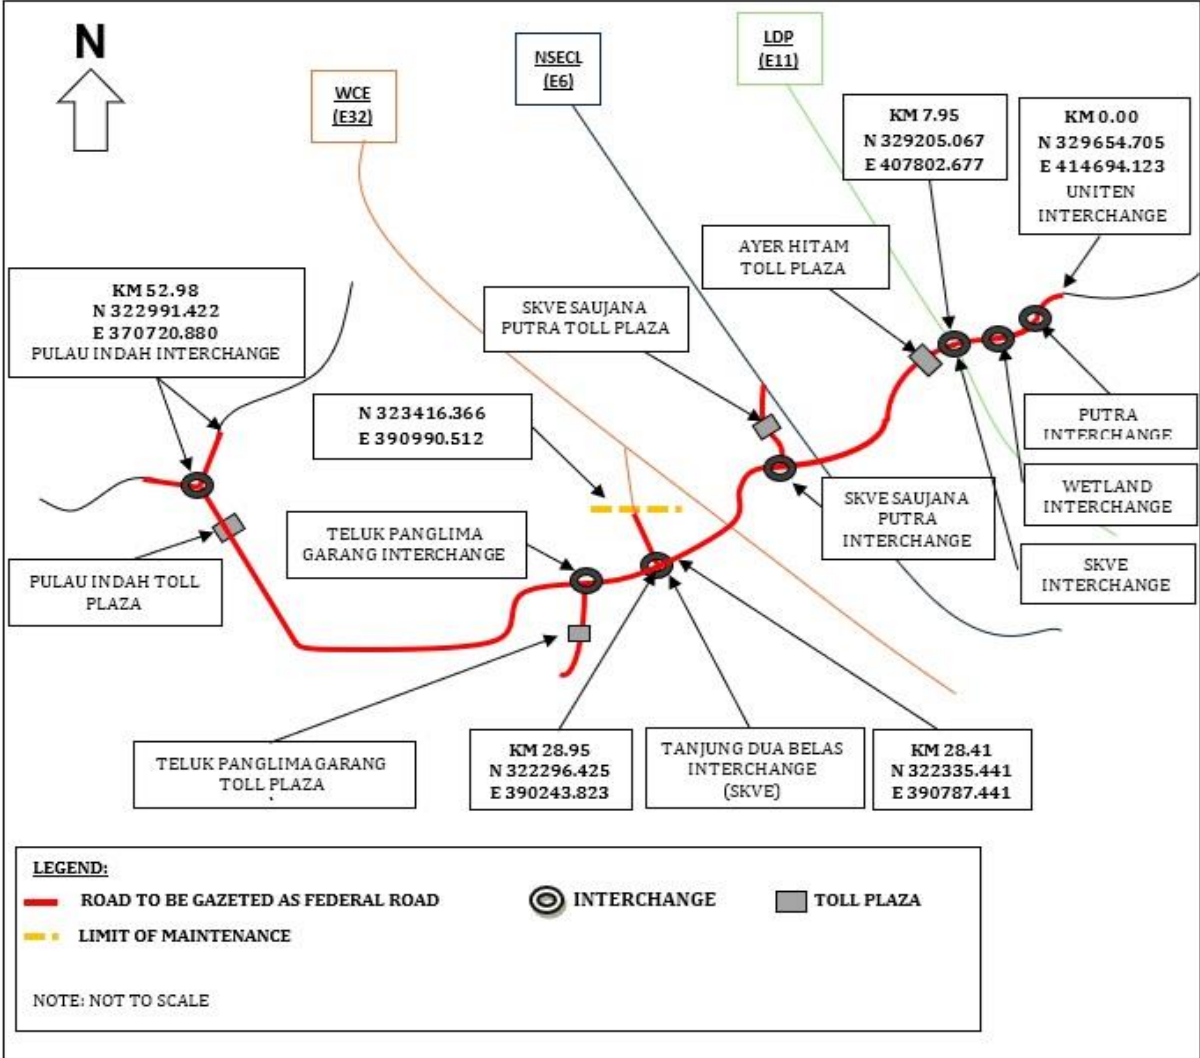 N
WCE
(E32)
NSECL
(E6)
LDP
(E11)
KM 7.95
N 329205.067
E 407802.677
KM 0.00
N 329654.705
E 414694.123
UNITEN
INTERCHANGE
AYER HITAM
TOLL PLAZA
KM 52.98
N 322991.422
E 370720.880
PULAU INDAH INTERCHANGE
SKVE SAUJANA
PUTRA TOLL PLAZA
N 323416.366
E 390990.512
PUTRA
INTERCHANGE
WETLAND
INTERCHANGE
SKVE SAUJANA
PUTRA
INTERCHANGE
TELUK PANGLIMA
GARANG INTERCHANGE
SKVE
INTERCHANGE
PULAU INDAH TOLL
PLAZA
TELUK PANGLIMA GARANG
TOLL PLAZA
KM 28.95
N 322296.425
E 390243.823
TANJUNG DUA BELAS
INTERCHANGE
(SKVE)
KM 28.41
N 322335.441
E 390787.441
LEGEND:
ROAD TO BE GAZETED AS FEDERAL ROAD
INTERCHANGE
TOLL PLAZA
LIMIT OF MAINTENANCE
NOTE: NOT TO SCALE